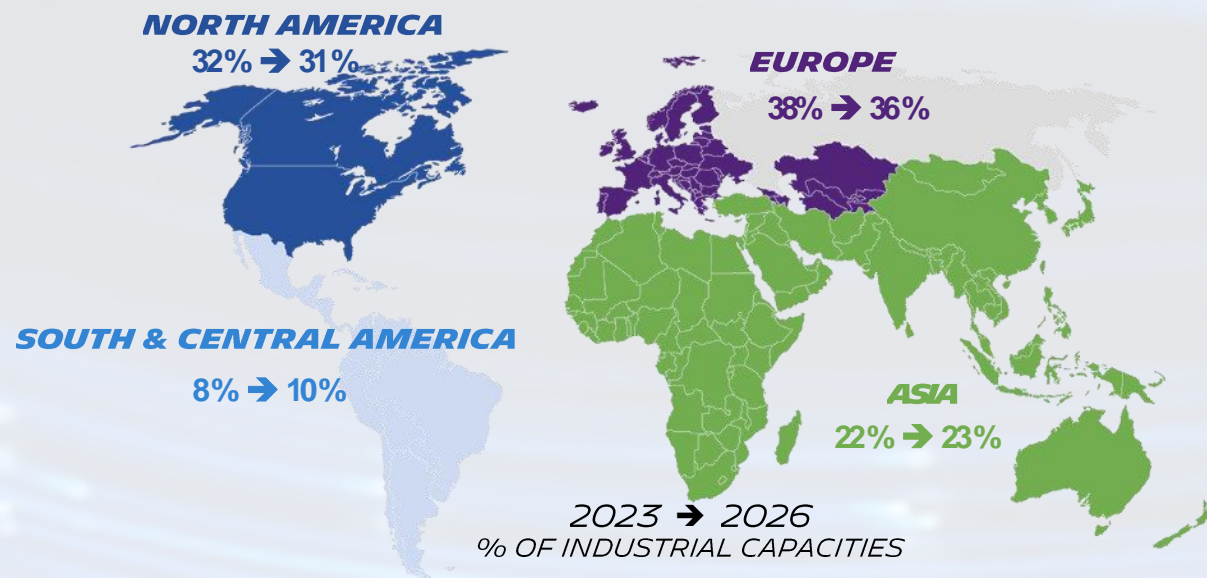 NORTH AMERICA
32% ➔ 31%
EUROPE
38% ➔ 36%
SOUTH & CENTRAL AMERICA
8% ➔ 10%
ASIA
22% ➔ 23%
2023 ➔ 2026
% OF INDUSTRIAL CAPACITIES